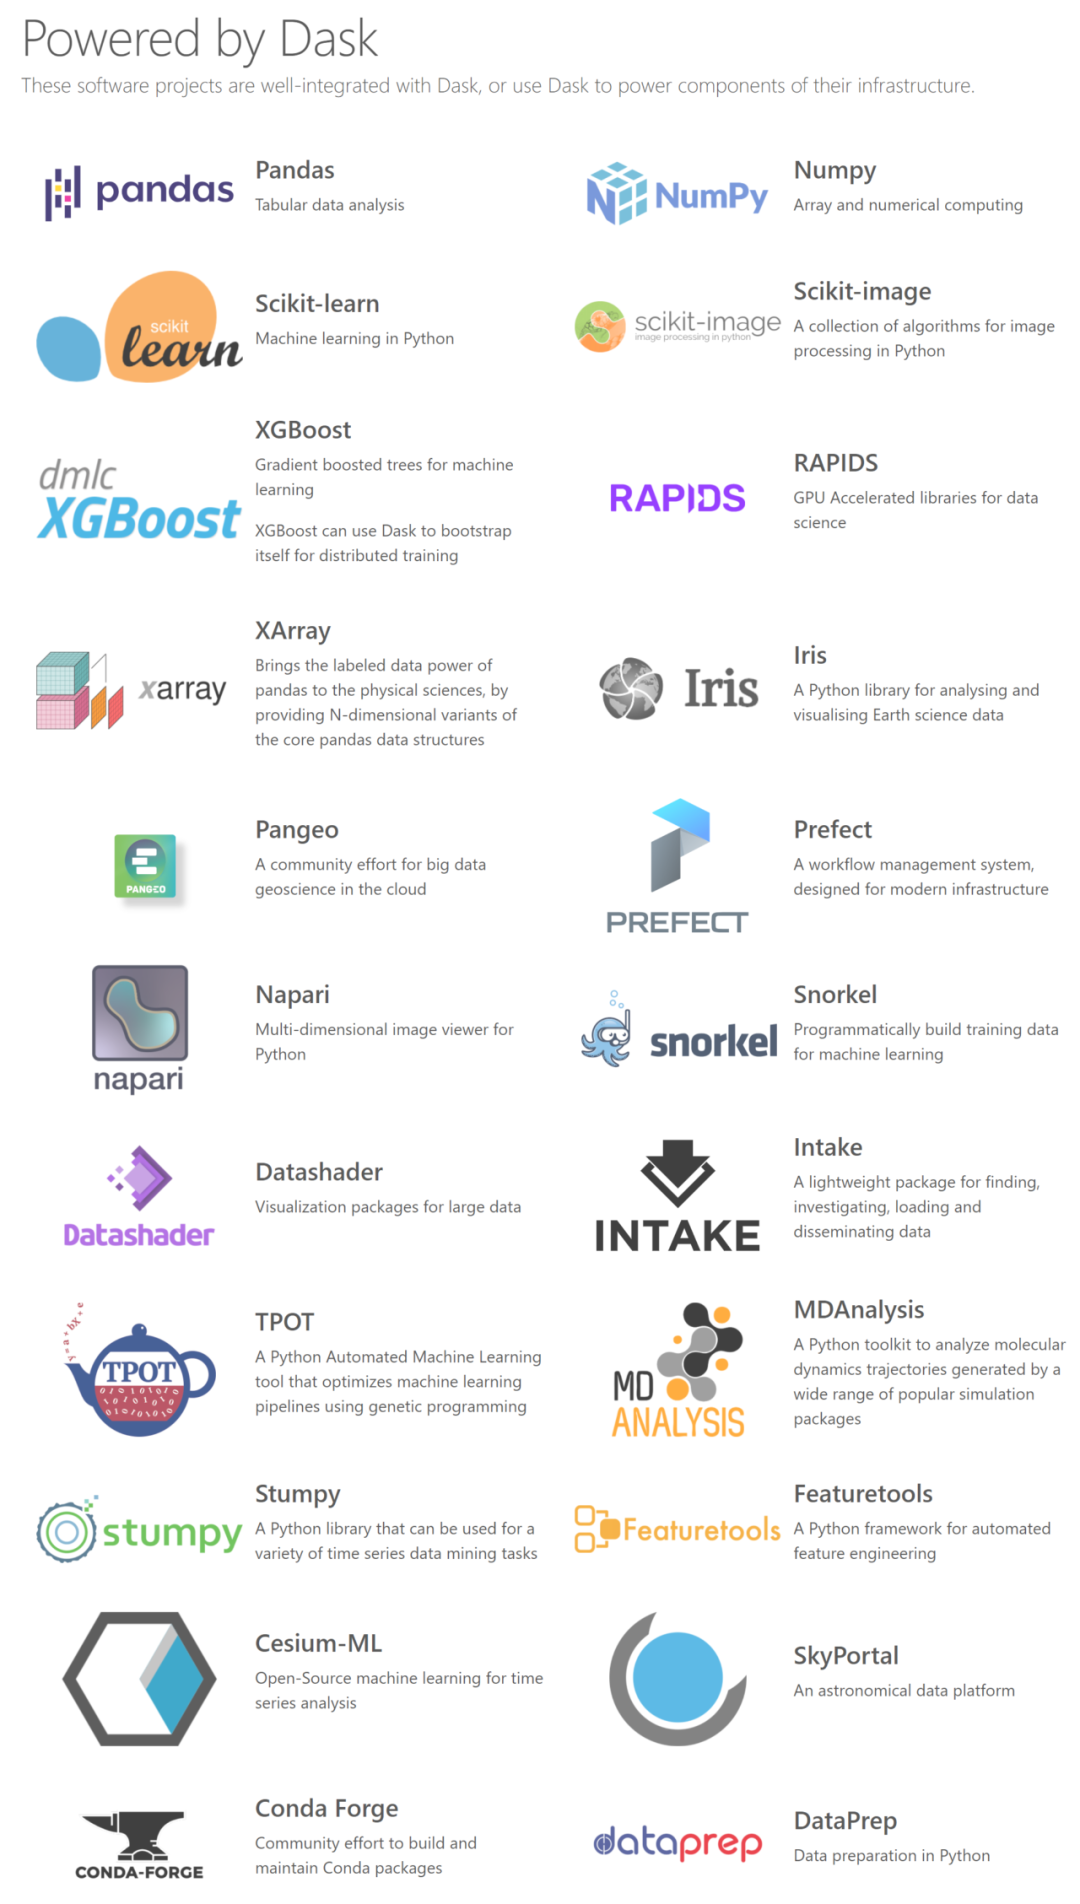 Powered by Dask
These software projects are well-integrated with Dask, or use Dask to power components of their infrastructure.
pandas
Pandas
Tabular data analysis
NumPy
Numpy
Array and numerical computing
scikit
learn
Scikit-learn
Machine learning in Python
scikit-image
image processing in python
Scikit-image
A collection of algorithms for image
processing in Python
dmlc
XGBoost
XGBoost
Gradient boosted trees for machine
learning
XGBoost can use Dask to bootstrap
itself for distributed training
RAPIDS
RAPIDS
GPU Accelerated libraries for data
science
xarray
XArray
Brings the labeled data power of
pandas to the physical sciences, by
providing N-dimensional variants of
the core pandas data structures
Iris
Iris
A Python library for analysing and
visualising Earth science data
PANGEO
Pangeo
A community effort for big data
geoscience in the cloud
PREFECT
Prefect
A workflow management system,
designed for modern infrastructure
napari
Napari
Multi-dimensional image viewer for
Python
snorkel
Snorkel
Programmatically build training data
for machine learning
Datashader
Datashader
Visualization packages for large data
INTAKE
Intake
A lightweight package for finding,
investigating, loading and
disseminating data
y = a + bx + e
TPOT
TPOT
A Python Automated Machine Learning
tool that optimizes machine learning
pipelines using genetic programming
MD
ANALYSIS
MDAnalysis
A Python toolkit to analyze molecular
dynamics trajectories generated by a
wide range of popular simulation
packages
stumpy
Stumpy
A Python library that can be used for a
variety of time series data mining tasks
Featuretools
Featuretools
A Python framework for automated
feature engineering
Cesium-ML
Open-Source machine learning for time
series analysis
SkyPortal
An astronomical data platform
CONDA-FORGE
Conda Forge
Community effort to build and
maintain Conda packages
dataprep
DataPrep
Data preparation in Python